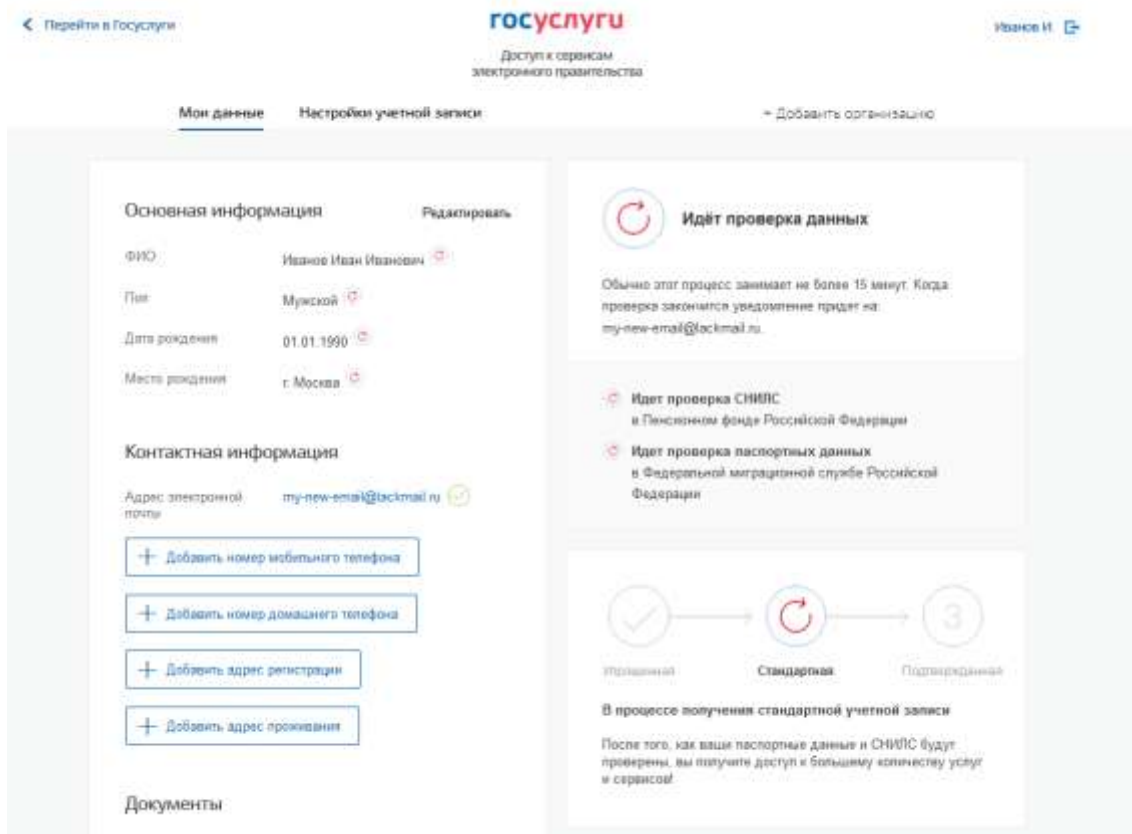 Перейти в Госуслуги
госуслуги
Иванов И
Доступ к сервисам
электронного правительства
Мои данные
Настройки учетной записи
+ Добавить организацию
Основная информация
Редактировать
ФИО
Иванов Иван Иванович
Пол
Мужской
Дата рождения
01.01.1990
Место рождения
г. Москва
Контактная информация
Адрес электронной
почты
my-new-email@lackmail.ru
+ Добавить номер мобильного телефона
+ Добавить номер домашнего телефона
+ Добавить адрес регистрации
+ Добавить адрес проживания
Документы
Идёт проверка данных
Обычно этот процесс занимает не более 15 минут. Когда
проверка закончится уведомление придет на:
my-new-email@lackmail.ru.
Идет проверка СНИЛС
в Пенсионном фонде Российской Федерации
Идет проверка паспортных данных
в Федеральной миграционной службе Российской
Федерации
3
Упрощенная
Стандартная
Подтвержденная
В процессе получения стандартной учетной записи
После того, как ваши паспортные данные и СНИЛС будут
проверены, вы получите доступ к большему количеству услуг
и сервисов!